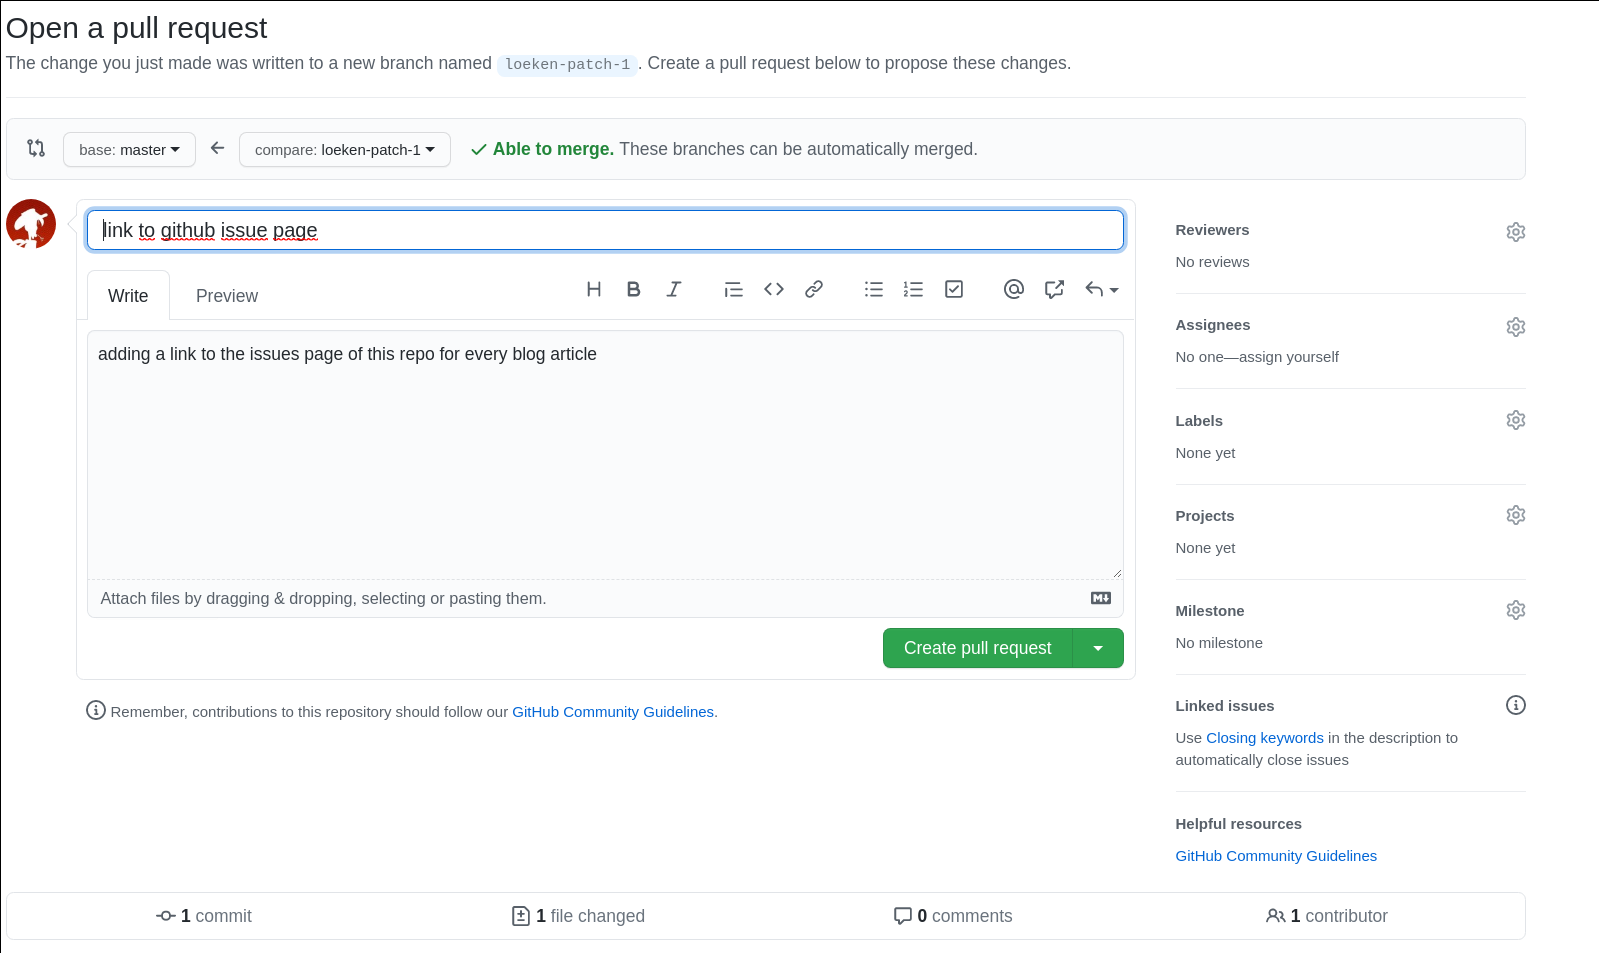 Open a pull request
The change you just made was written to a new branch named loeken-patch-1. Create a pull request below to propose these changes.
base: master
compare: loeken-patch-1
Able to merge. These branches can be automatically merged.
link to github issue page
Write
Preview
adding a link to the issues page of this repo for every blog article
Attach files by dragging & dropping, selecting or pasting them.
Create pull request
Remember, contributions to this repository should follow our GitHub Community Guidelines.
Reviewers
No reviews
Assignees
No one—assign yourself
Labels
None yet
Projects
None yet
Milestone
No milestone
Linked issues
Use Closing keywords in the description to
automatically close issues
Helpful resources
GitHub Community Guidelines
1 commit
1 file changed
0 comments
1 contributor